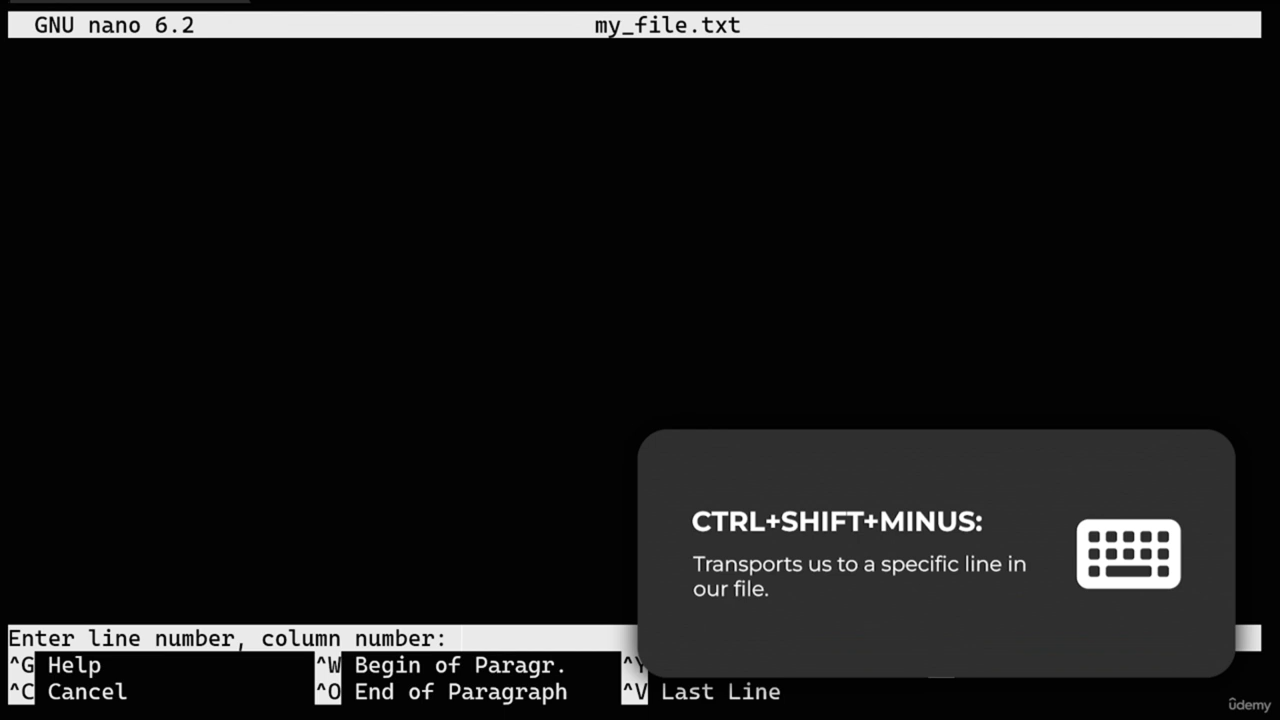 GNU nano 6.2 my_file.txt
CTRL+SHIFT+MINUS:
Transports us to a specific line in
our file.
Enter line number, column number:
^G Help ^W Begin of Paragr. ^Y
^C Cancel ^O End of Paragraph ^V Last Line
ûdemy